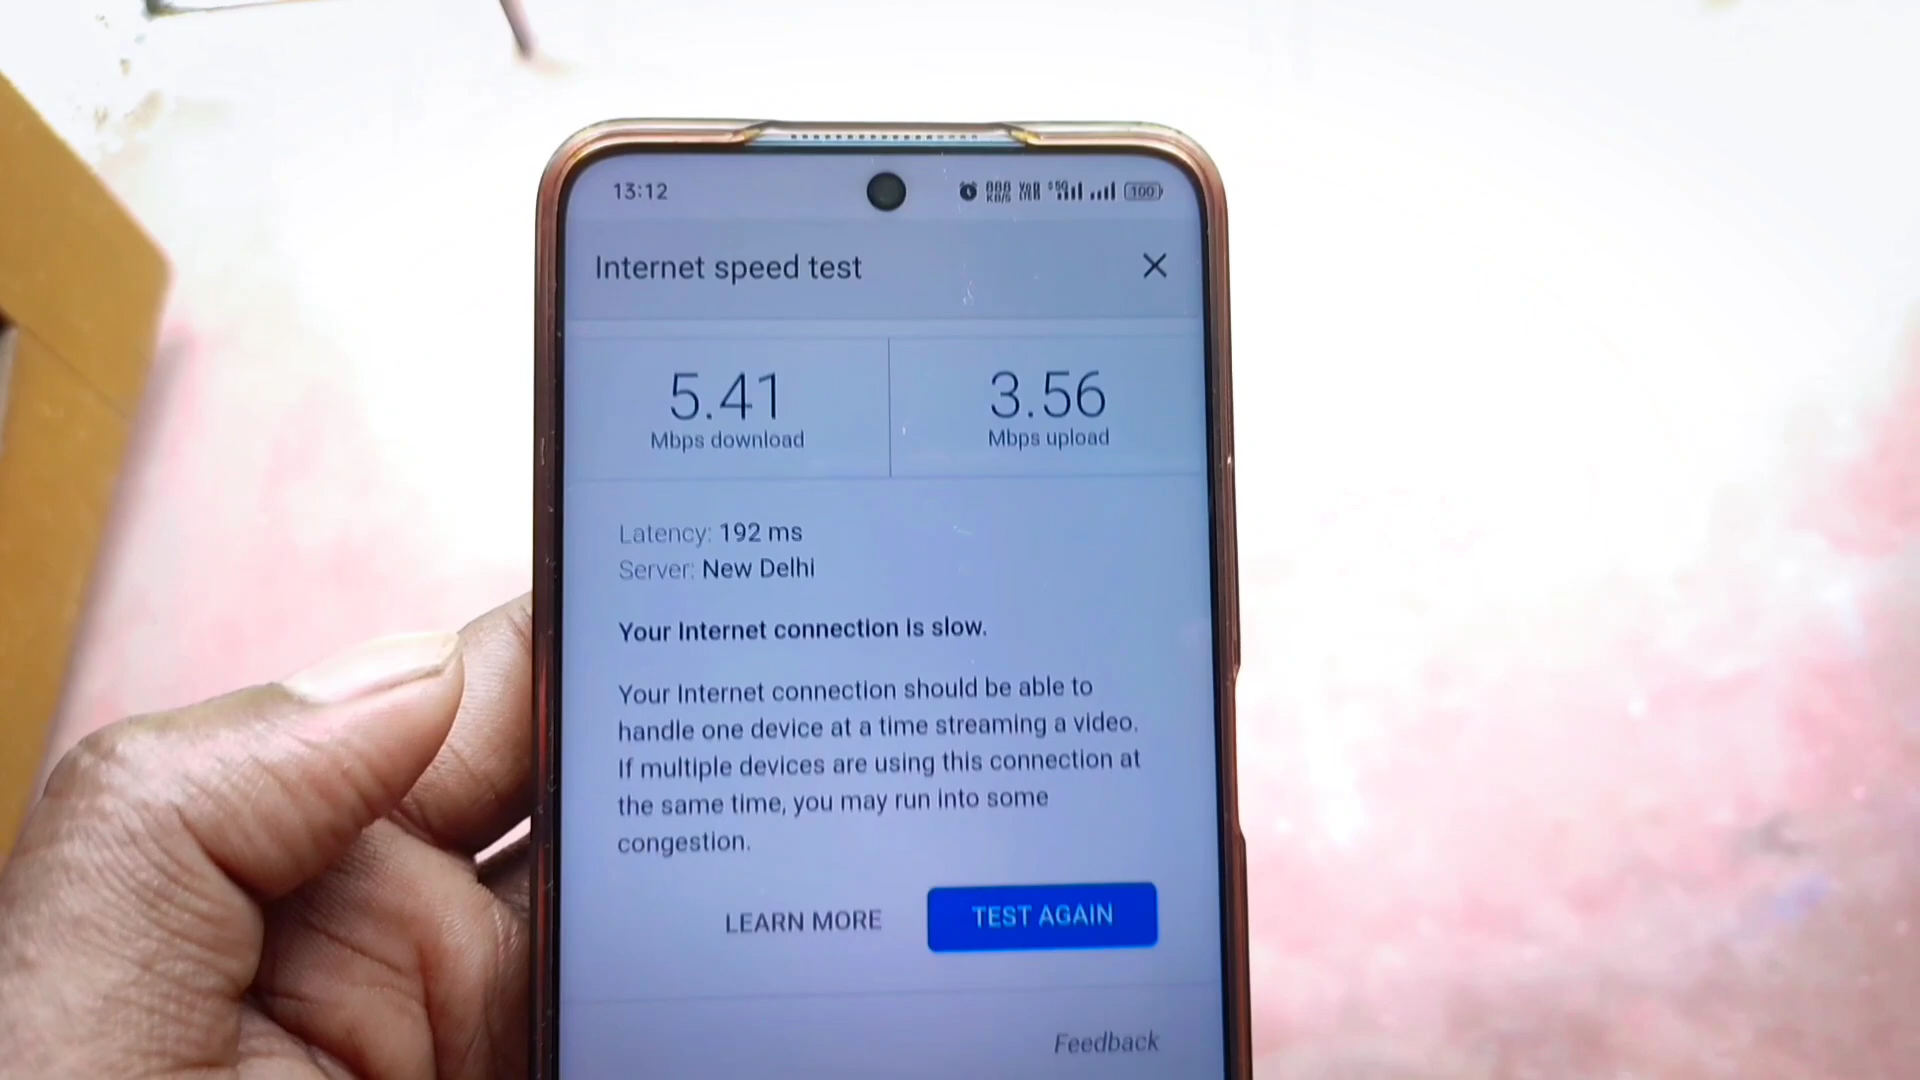 13:12
5G 100
Internet speed test
5.41
Mbps download
3.56
Mbps upload
Latency: 192 ms
Server: New Delhi
Your Internet connection is slow.
Your Internet connection should be able to
handle one device at a time streaming a video.
If multiple devices are using this connection at
the same time, you may run into some
congestion.
LEARN MORE
TEST AGAIN
Feedback